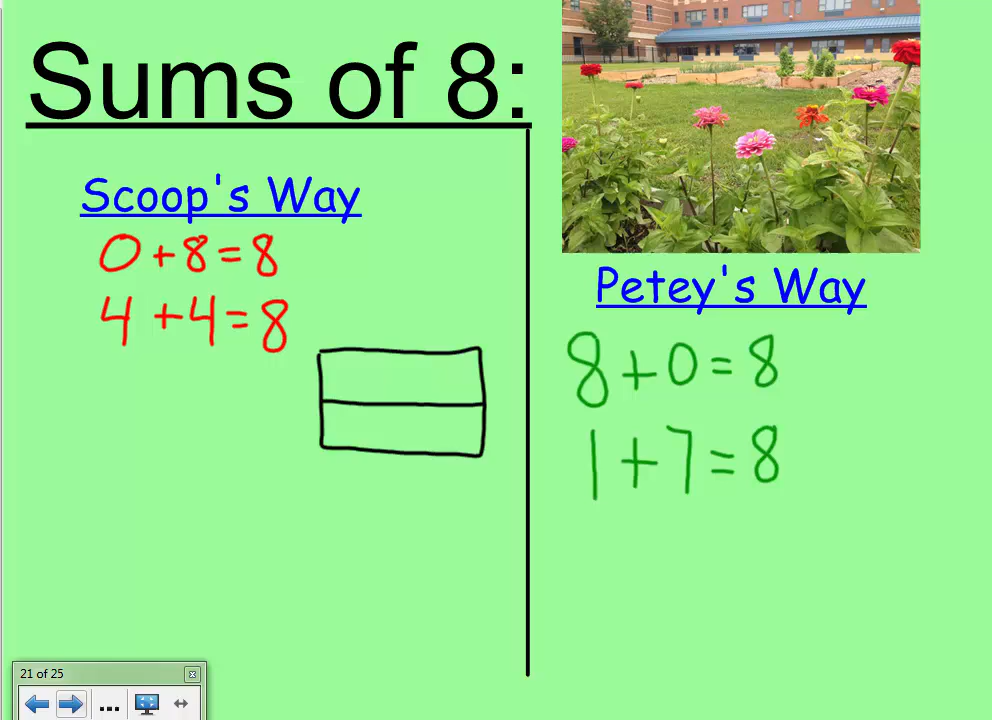 Sums of 8:
Scoop's Way
0+8=8
4+4=8
Petey's Way
8+0=8
1+7=8
21 of 25
...